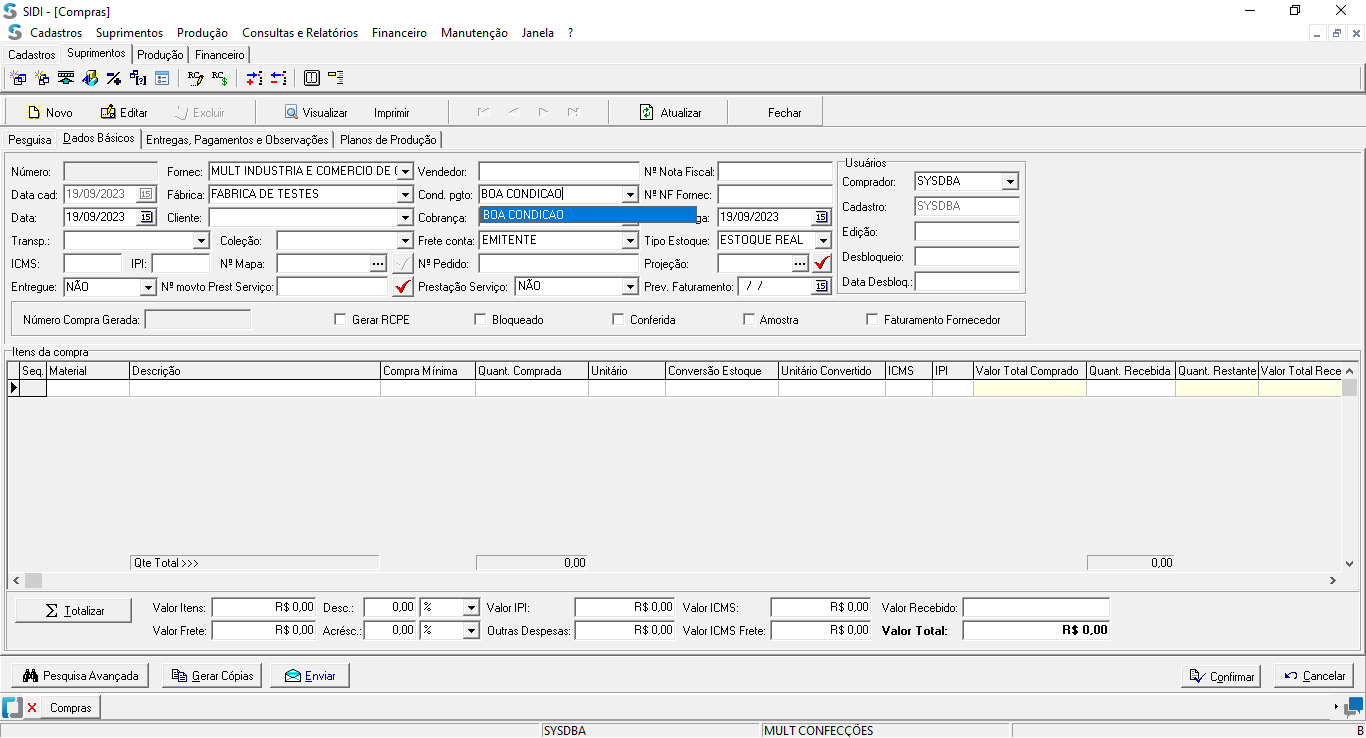 SIDI - [Compras]
Cadastros Suprimentos Produção Consultas e Relatórios Financeiro Manutenção Janela ?
Cadastros Suprimentos Produção Financeiro
Novo Editar Excluir Visualizar Imprimir Atualizar Fechar
Pesquisa Dados Básicos Entregas, Pagamentos e Observações Planos de Produção
Número: Fornec: MULT INDUSTRIA E COMERCIO DE ( Vendedor: Nº Nota Fiscal: Usuários
Data cad: 19/09/2023 15 Fábrica: FABRICA DE TESTES Cond. pgto: BOA CONDICAO Nº NF Fornec: Comprador: SYSDBA
Data: 19/09/2023 15 Cliente: Cobrança: BOA CONDICAO ga: 19/09/2023 15 Cadastro: SYSDBA
Transp.: Coleção: Frete conta: EMITENTE Tipo Estoque: ESTOQUE REAL Edição:
ICMS: IPI: Nº Mapa: ... Nº Pedido: Projeção: ... Desbloqueio:
Entregue: NÃO Nº movto Prest Serviço: Prestação Serviço: NÃO Prev. Faturamento: / / 15 Data Desbloq.:
Número Compra Gerada: Gerar RCPE Bloqueado Conferida Amostra Faturamento Fornecedor
Itens da compra
Seq. Material Descrição Compra Mínima Quant. Comprada Unitário Conversão Estoque Unitário Convertido ICMS IPI Valor Total Comprado Quant. Recebida Quant. Restante Valor Total Rece
Qte Total >>> 0,00 0,00
Σ Totalizar Valor Itens: R$ 0,00 Desc.: 0,00 % Valor IPI: R$ 0,00 Valor ICMS: R$ 0,00 Valor Recebido:
Valor Frete: R$ 0,00 Acrésc.: 0,00 % Outras Despesas: R$ 0,00 Valor ICMS Frete: R$ 0,00 Valor Total: R$ 0,00
Pesquisa Avançada Gerar Cópias Enviar Confirmar Cancelar
Compras
SYSDBA MULT CONFECÇÕES B